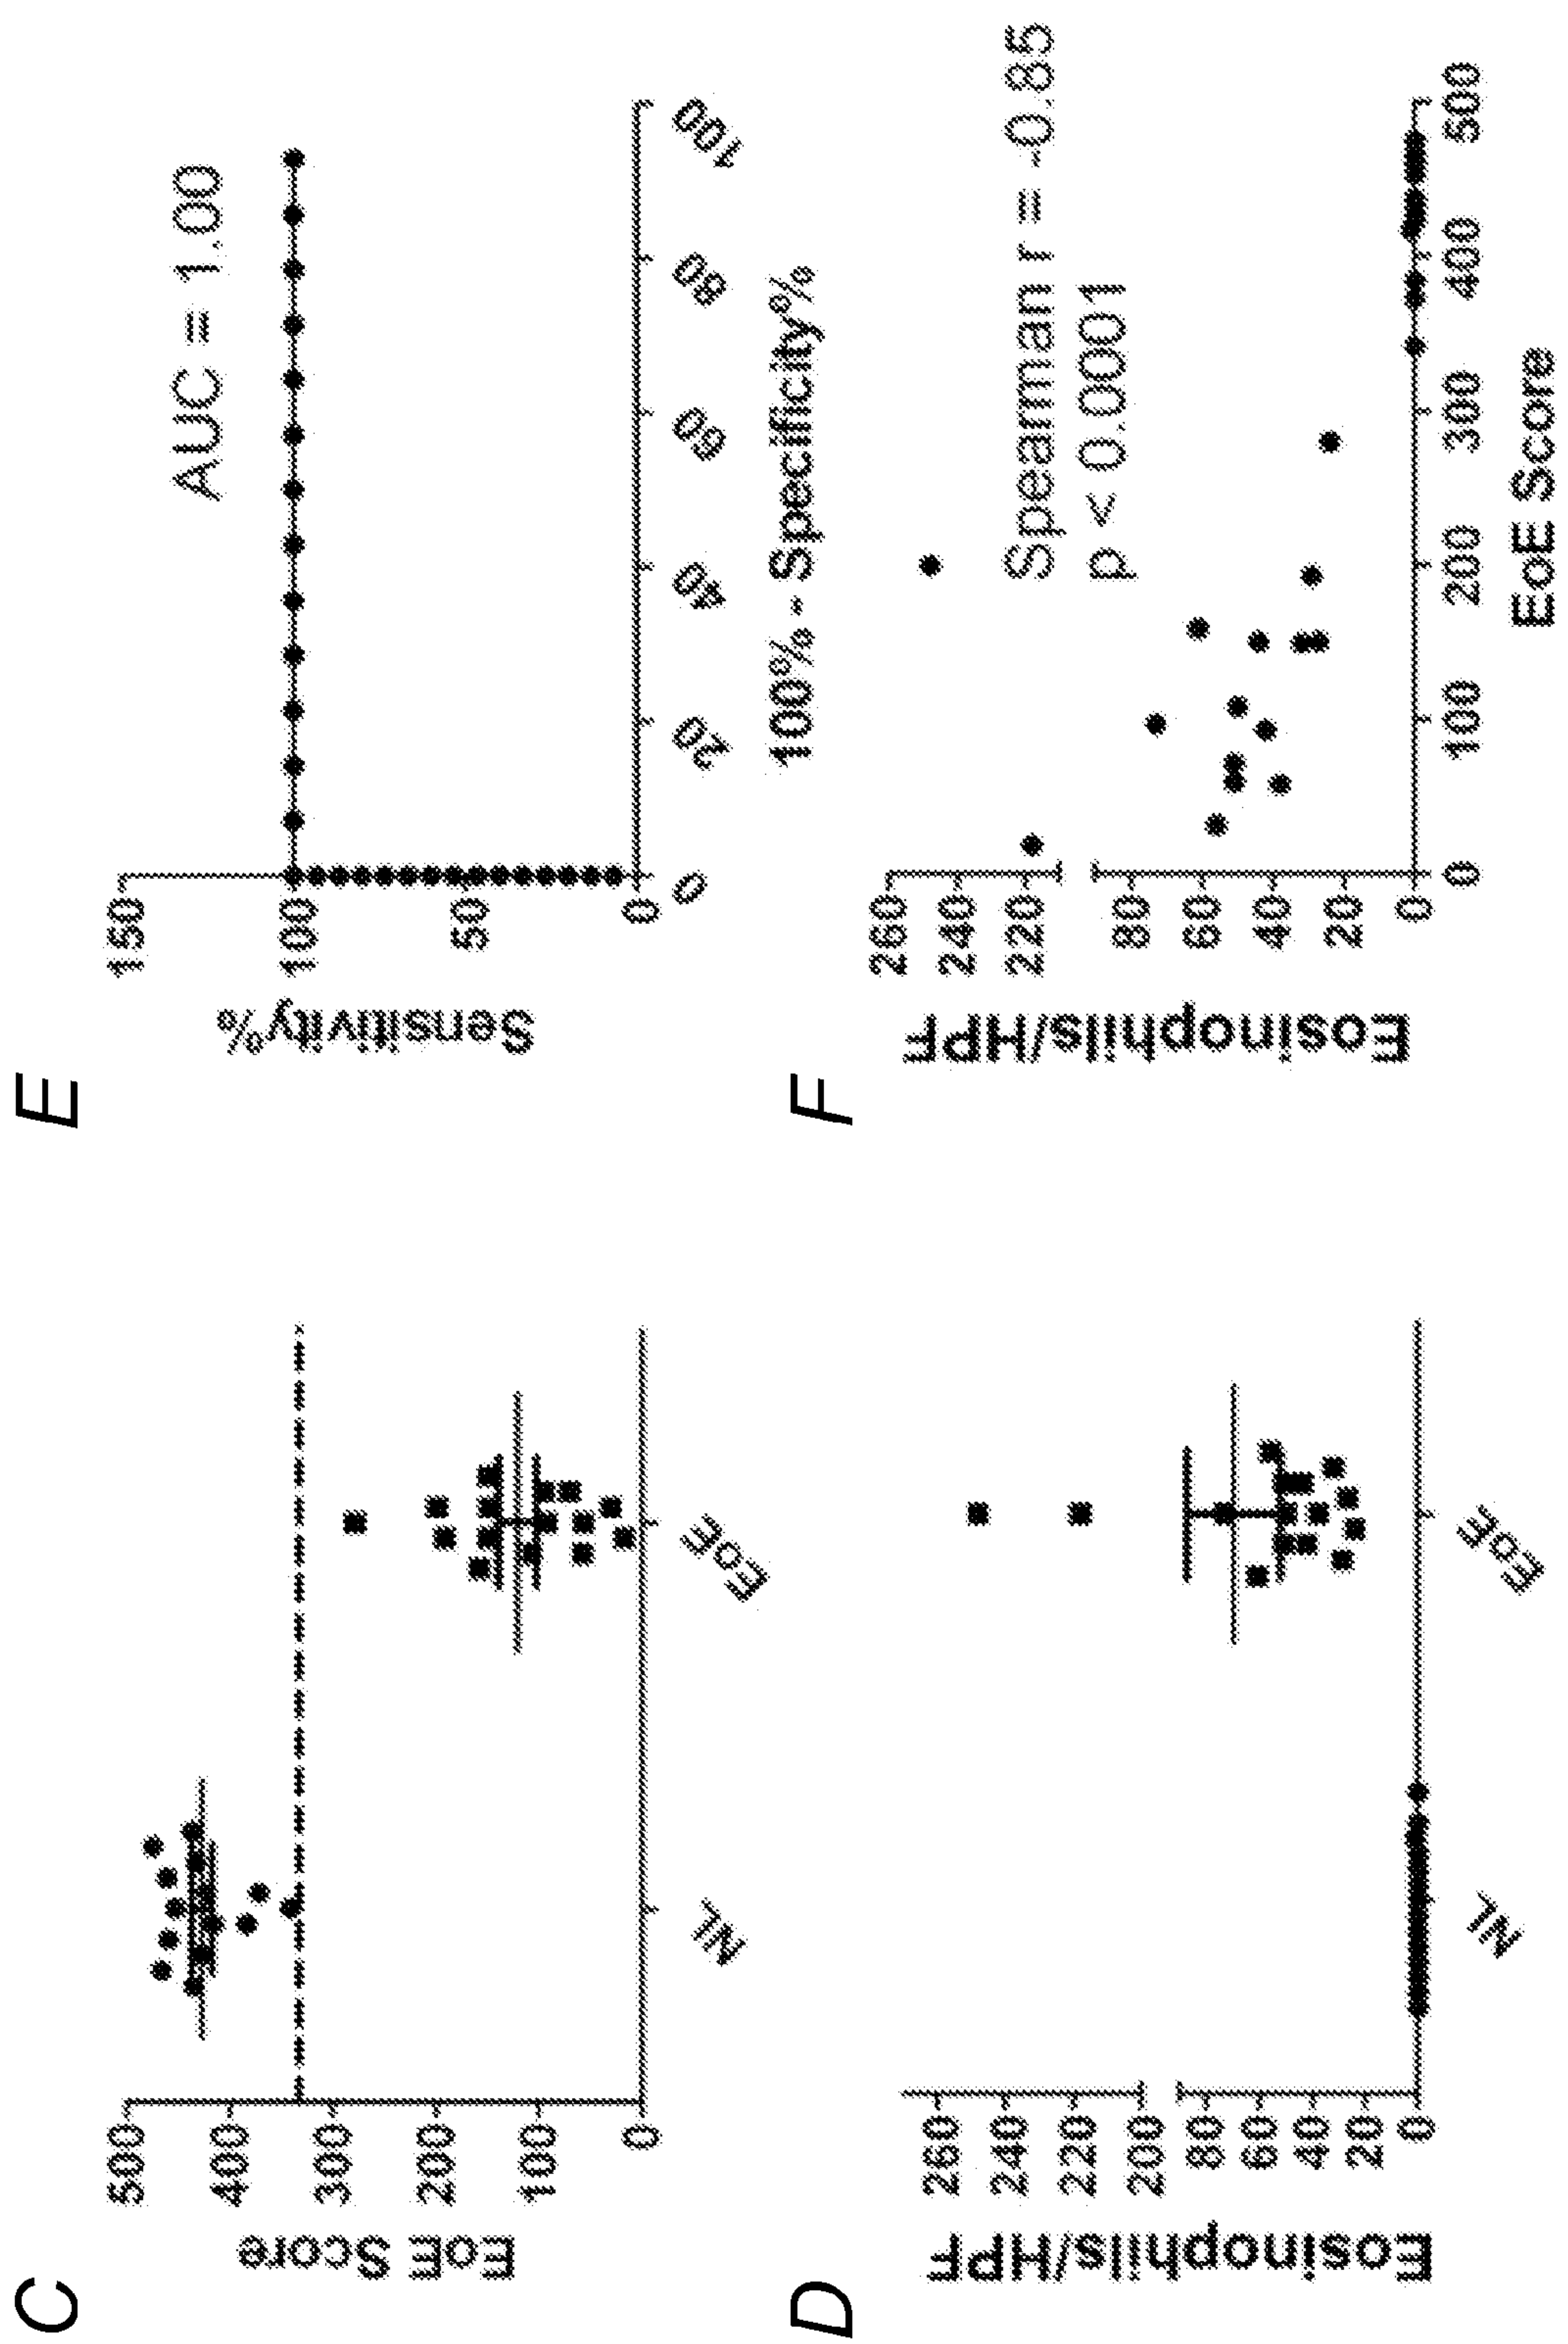 C
EoE Score
500
400
300
200
100
0
NL
EoE
D
Eosinophils/HPF
260
240
220
200
80
60
40
20
0
NL
EoE
E
Sensitivity%
150
100
50
0
AUC = 1.00
0
20
40
60
80
100
100% - Specificity%
F
Eosinophils/HPF
260
240
220
80
60
40
20
0
Spearman r = -0.85
p < 0.0001
0
100
200
300
400
500
EoE Score